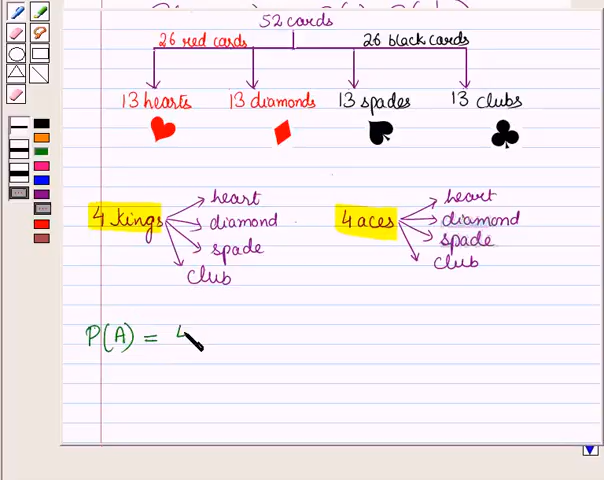 52 cards
26 red cards 26 black cards
13 hearts 13 diamonds 13 spades 13 clubs
4 kings
heart
diamond
spade
club
4 aces
heart
diamond
spade
club
P(A) = 4